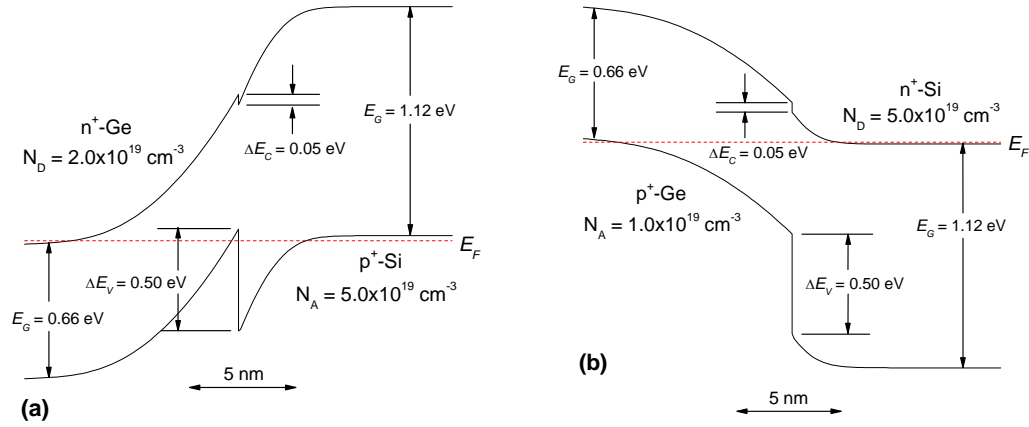 E_G = 1.12 eV
n⁺-Ge
N_D = 2.0x10¹⁹ cm⁻³
ΔE_C = 0.05 eV
ΔE_V = 0.50 eV
E_F
p⁺-Si
N_A = 5.0x10¹⁹ cm⁻³
E_G = 0.66 eV
5 nm
(a)
E_G = 0.66 eV
n⁺-Si
N_D = 5.0x10¹⁹ cm⁻³
ΔE_C = 0.05 eV
E_F
p⁺-Ge
N_A = 1.0x10¹⁹ cm⁻³
E_G = 1.12 eV
ΔE_V = 0.50 eV
(b)
5 nm